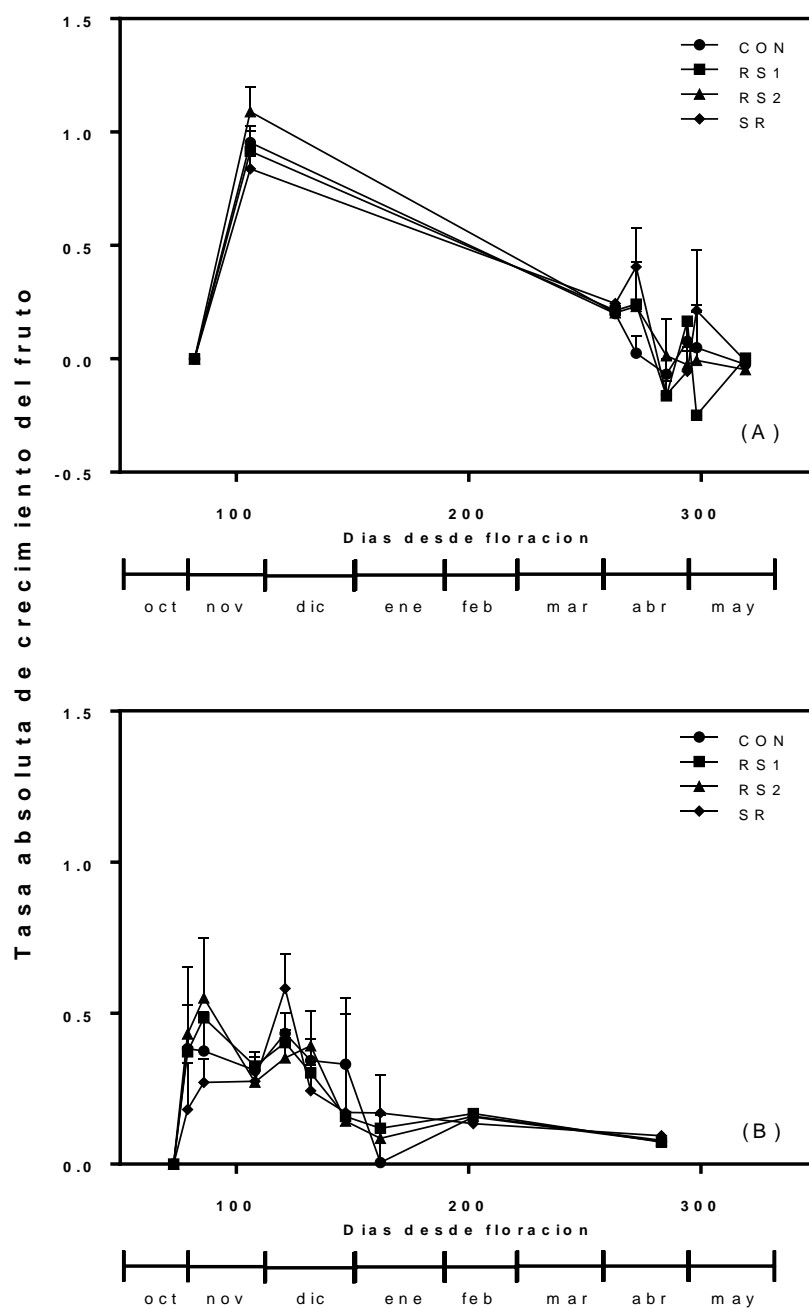 Tasa absoluta de crecimiento del fruto
1.5
CON
RS1
RS2
SR
1.0
0.5
0.0
-0.5
(A)
100 200 300
Dias desde floracion
oct nov dic ene feb mar abr may
1.5
CON
RS1
RS2
SR
1.0
0.5
0.0
(B)
100 200 300
Dias desde floracion
oct nov dic ene feb mar abr may